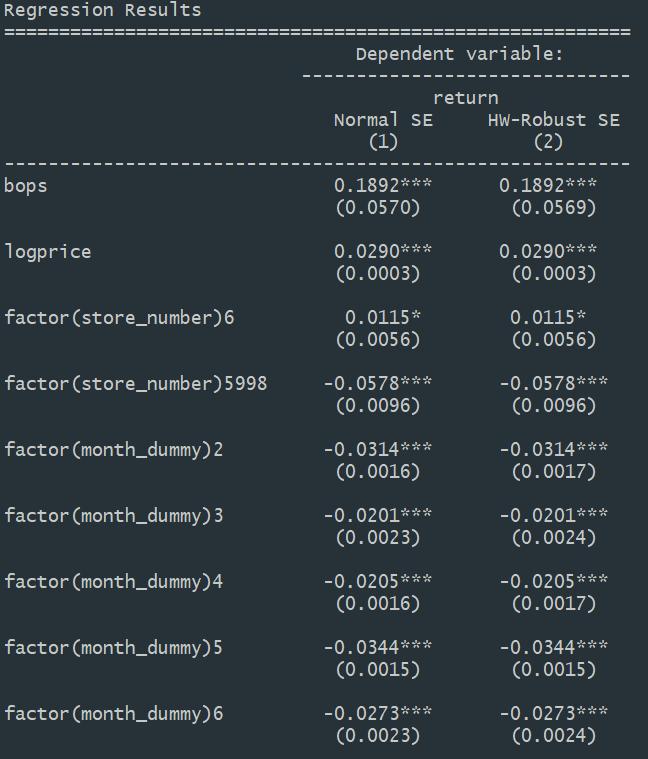 Regression Results
=========================================================
Dependent variable:
------------------------------
return
Normal SE HW-Robust SE
(1) (2)
---------------------------------------------------------
bops 0.1892*** 0.1892***
(0.0570) (0.0569)
logprice 0.0290*** 0.0290***
(0.0003) (0.0003)
factor(store_number)6 0.0115* 0.0115*
(0.0056) (0.0056)
factor(store_number)5998 -0.0578*** -0.0578***
(0.0096) (0.0096)
factor(month_dummy)2 -0.0314*** -0.0314***
(0.0016) (0.0017)
factor(month_dummy)3 -0.0201*** -0.0201***
(0.0023) (0.0024)
factor(month_dummy)4 -0.0205*** -0.0205***
(0.0016) (0.0017)
factor(month_dummy)5 -0.0344*** -0.0344***
(0.0015) (0.0015)
factor(month_dummy)6 -0.0273*** -0.0273***
(0.0023) (0.0024)